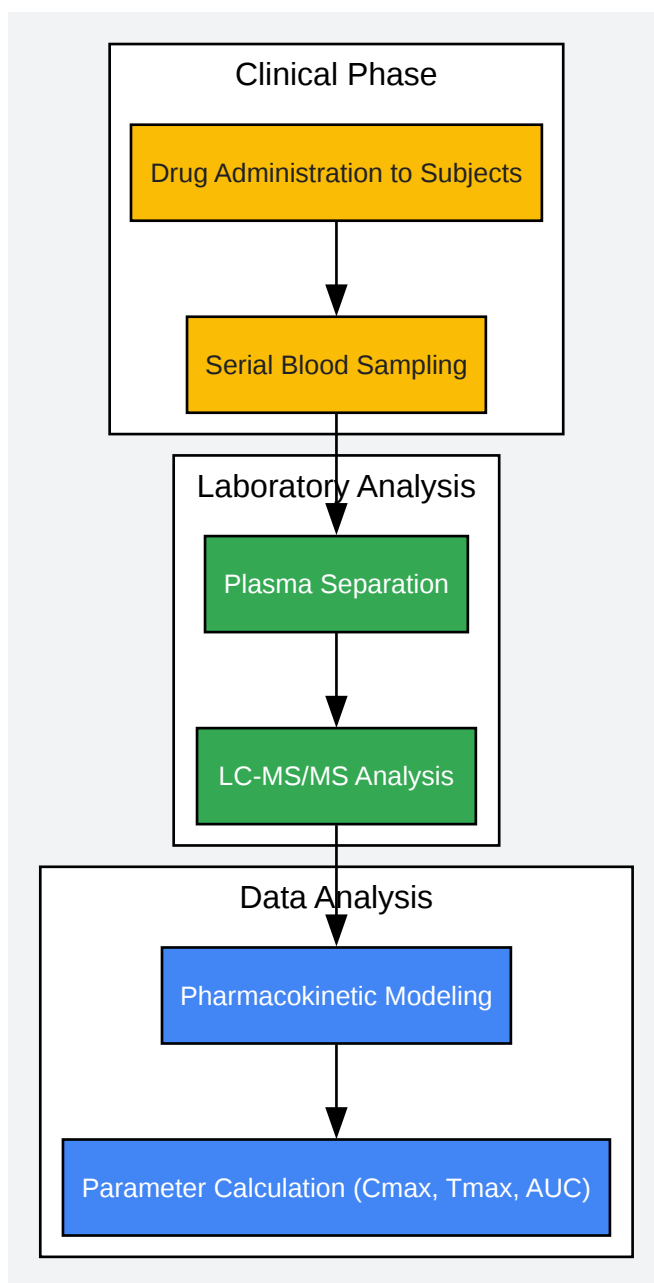 Clinical Phase
Drug Administration to Subjects
Serial Blood Sampling
Laboratory Analysis
Plasma Separation
LC-MS/MS Analysis
Data Analysis
Pharmacokinetic Modeling
Parameter Calculation (Cmax, Tmax, AUC)